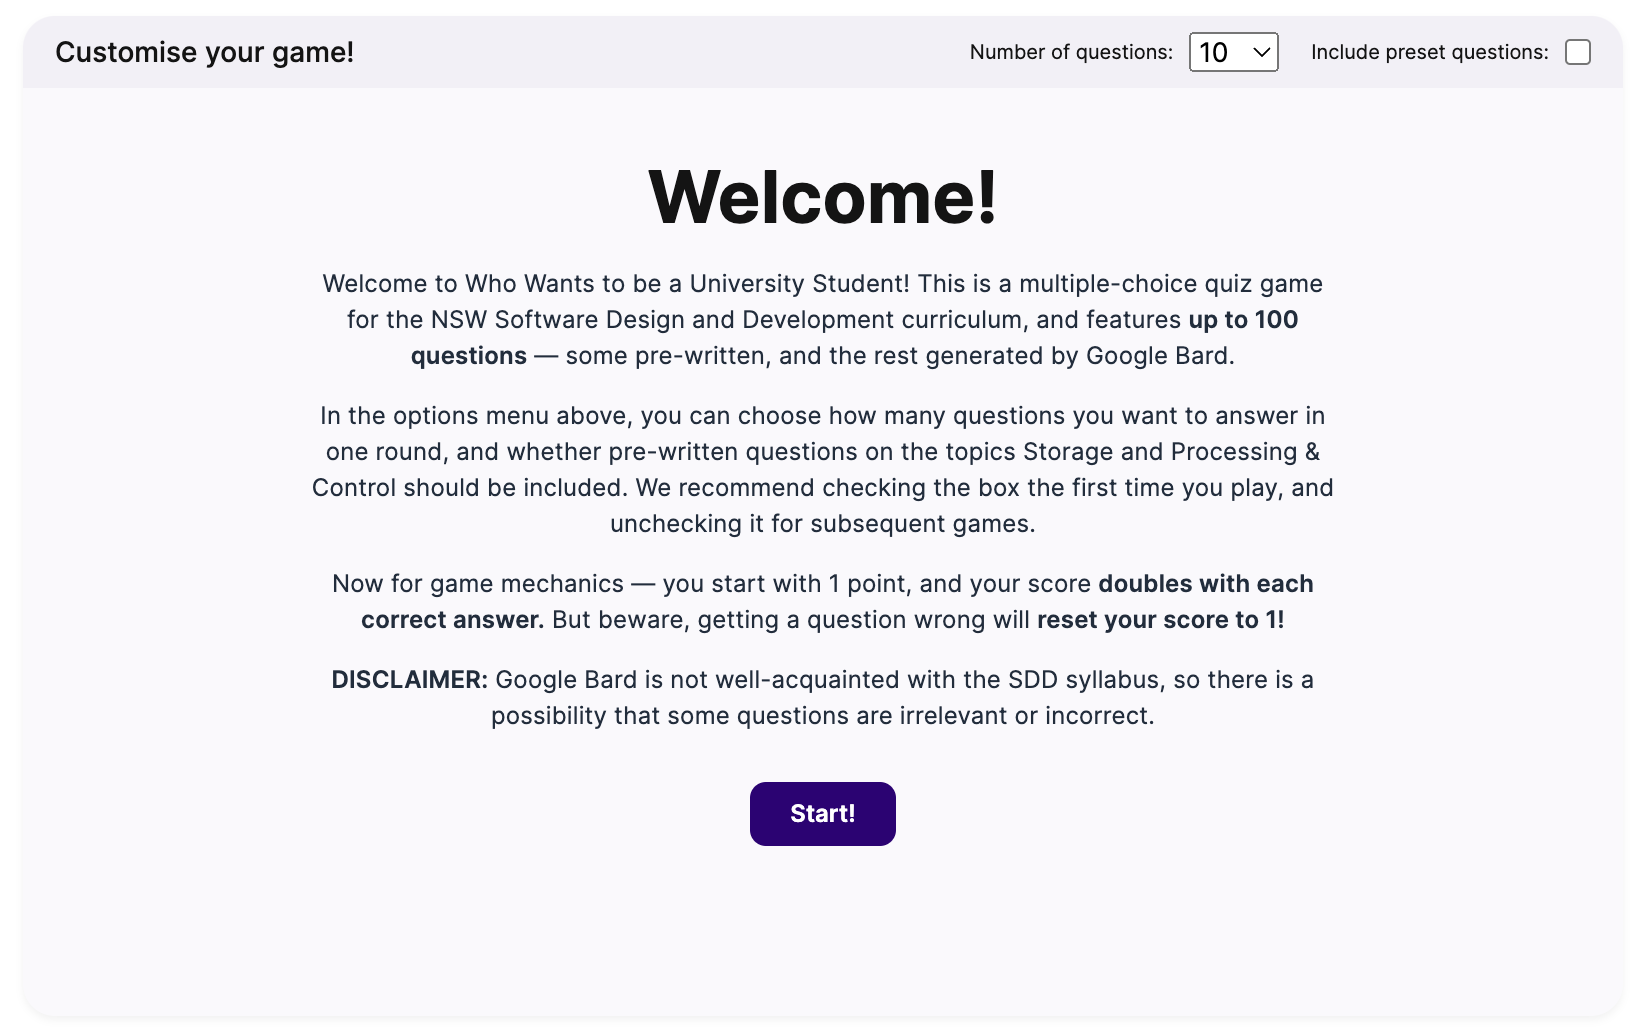 Customise your game!
Number of questions: 10 Include preset questions:
Welcome!
Welcome to Who Wants to be a University Student! This is a multiple-choice quiz game
for the NSW Software Design and Development curriculum, and features up to 100
questions — some pre-written, and the rest generated by Google Bard.
In the options menu above, you can choose how many questions you want to answer in
one round, and whether pre-written questions on the topics Storage and Processing &
Control should be included. We recommend checking the box the first time you play, and
unchecking it for subsequent games.
Now for game mechanics — you start with 1 point, and your score doubles with each
correct answer. But beware, getting a question wrong will reset your score to 1!
DISCLAIMER: Google Bard is not well-acquainted with the SDD syllabus, so there is a
possibility that some questions are irrelevant or incorrect.
Start!